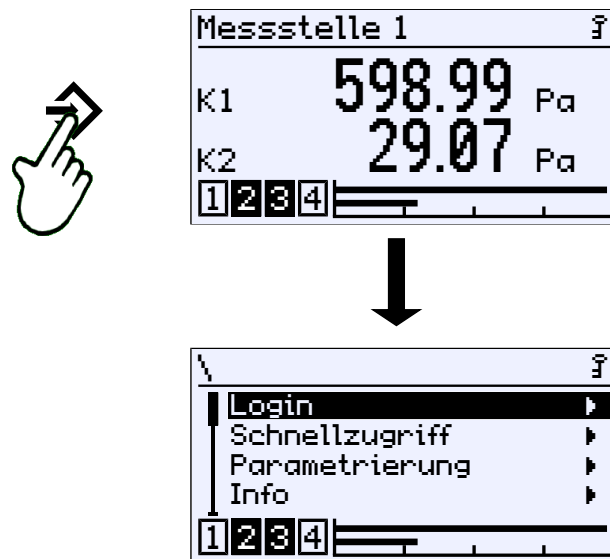 Messstelle 1
K1 598.99 Pa
K2 29.07 Pa
1 2 3 4
\
Login
Schnellzugriff
Parametrierung
Info
1 2 3 4